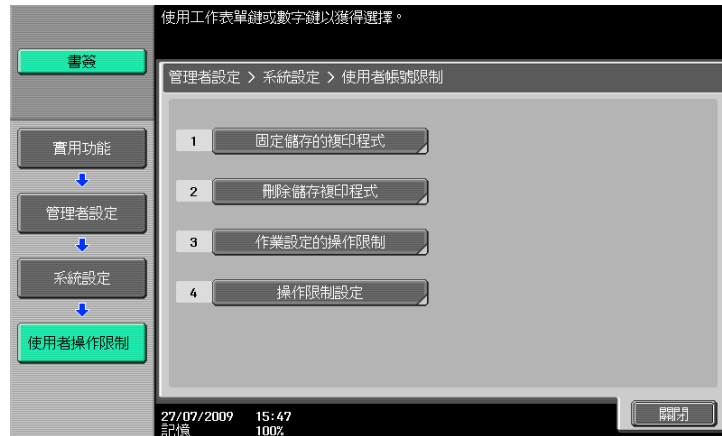 使用工作表單鍵或數字鍵以獲得選擇。
書簽
管理者設定 > 系統設定 > 使用者帳號限制
實用功能
管理者設定
系統設定
使用者操作限制
1 固定儲存的複印程式
2 刪除儲存複印程式
3 作業設定的操作限制
4 操作限制設定
關閉
27/07/2009 15:47
記憶 100%